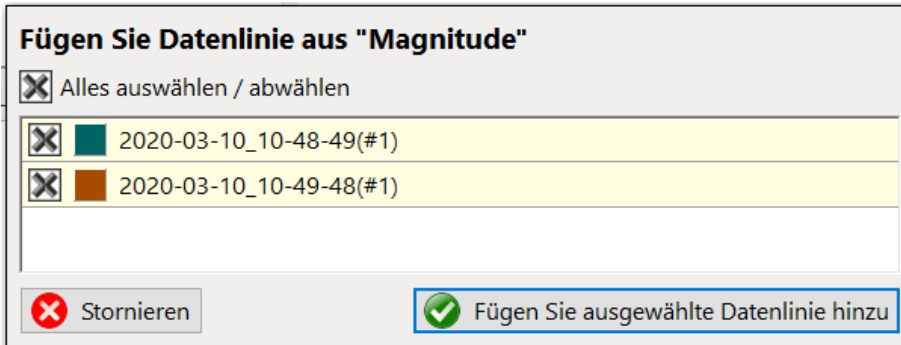 Fügen Sie Datenlinie aus "Magnitude"
Alles auswählen / abwählen
2020-03-10_10-48-49(#1)
2020-03-10_10-49-48(#1)
Stornieren Fügen Sie ausgewählte Datenlinie hinzu